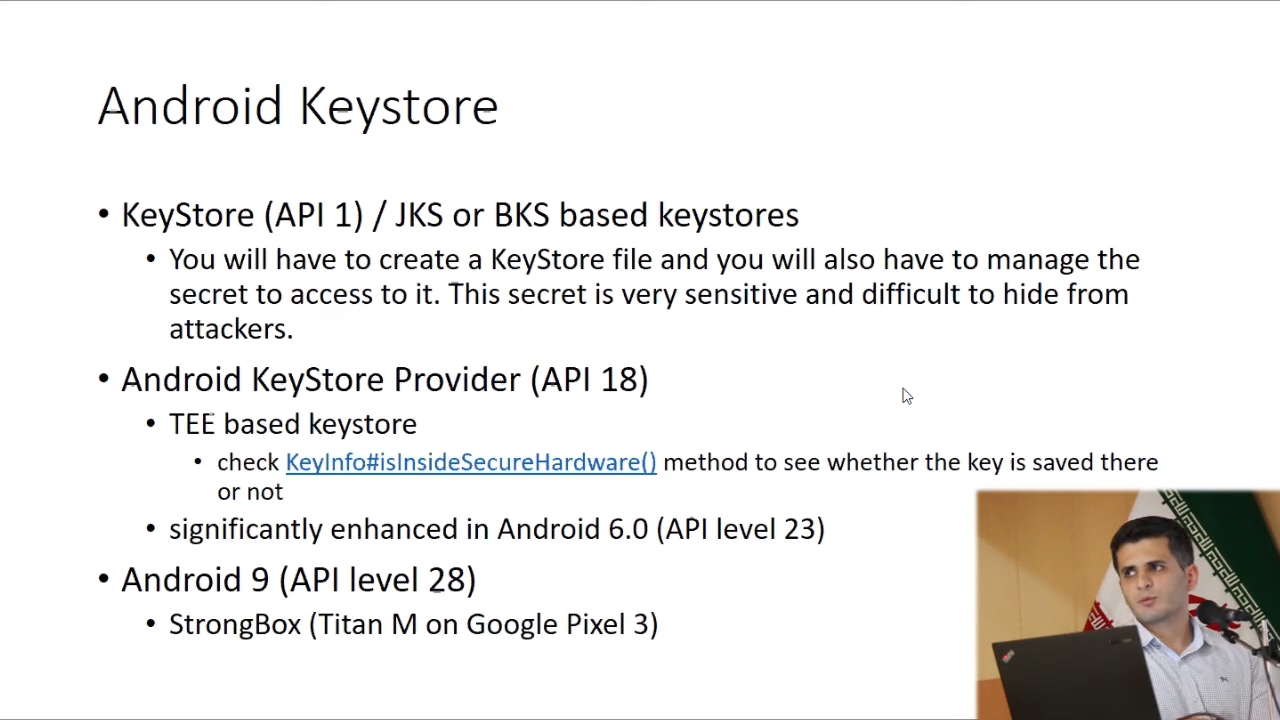 Android Keystore
• KeyStore (API 1) / JKS or BKS based keystores
• You will have to create a KeyStore file and you will also have to manage the
secret to access to it. This secret is very sensitive and difficult to hide from
attackers.
• Android KeyStore Provider (API 18)
• TEE based keystore
• check KeyInfo#isInsideSecureHardware() method to see whether the key is saved there
or not
• significantly enhanced in Android 6.0 (API level 23)
• Android 9 (API level 28)
• StrongBox (Titan M on Google Pixel 3)